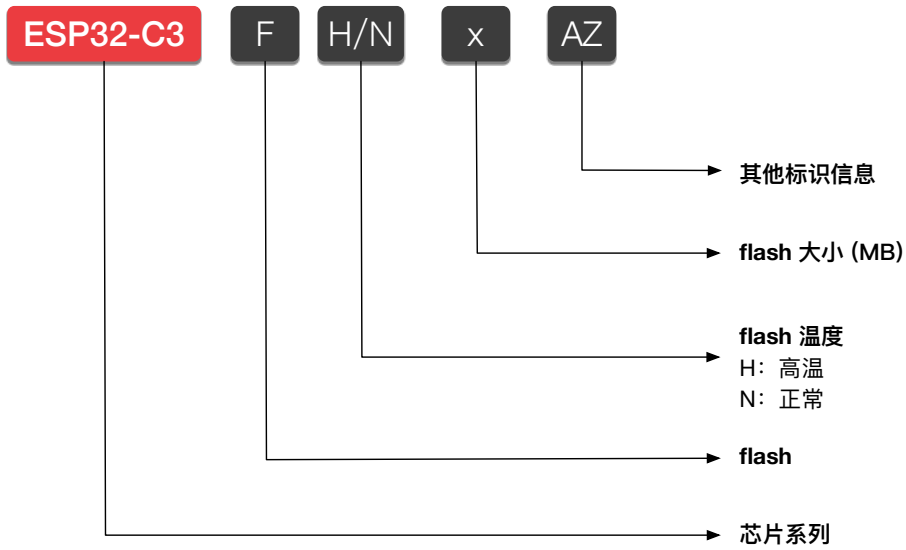 ESP32-C3 F H/N x AZ
其他标识信息
flash 大小 (MB)
flash 温度
H：高温
N：正常
flash
芯片系列